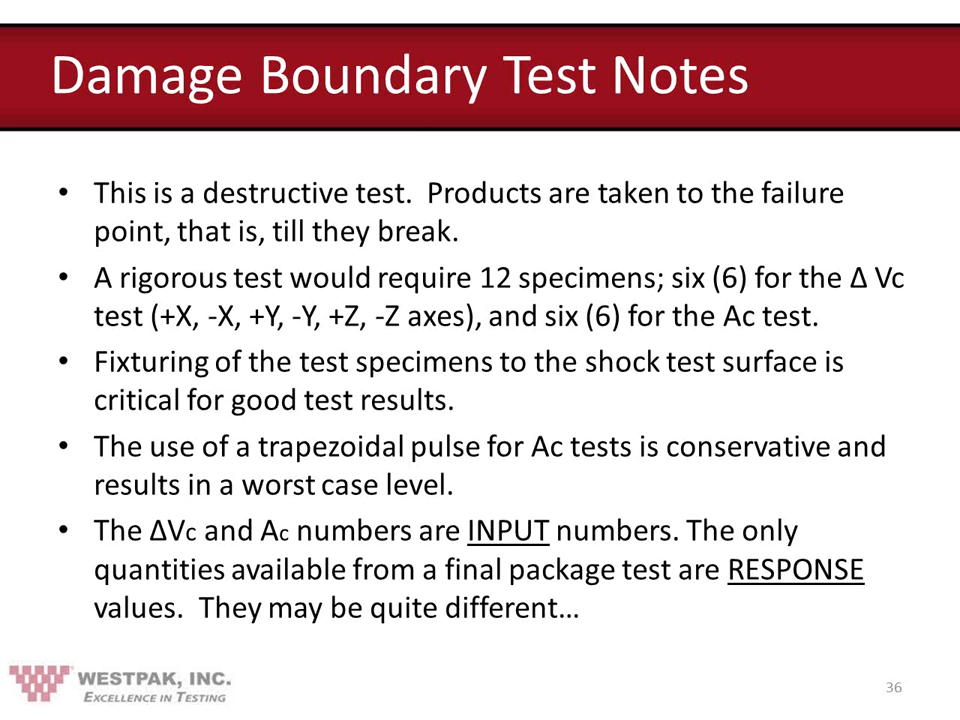 Damage Boundary Test Notes
• This is a destructive test.  Products are taken to the failure
point, that is, till they break.
• A rigorous test would require 12 specimens; six (6) for the Δ Vc
test (+X, -X, +Y, -Y, +Z, -Z axes), and six (6) for the Ac test.
• Fixturing of the test specimens to the shock test surface is
critical for good test results.
• The use of a trapezoidal pulse for Ac tests is conservative and
results in a worst case level.
• The ΔVc and Ac numbers are INPUT numbers. The only
quantities available from a final package test are RESPONSE
values.  They may be quite different…
WESTPAK, INC.
EXCELLENCE IN TESTING
36